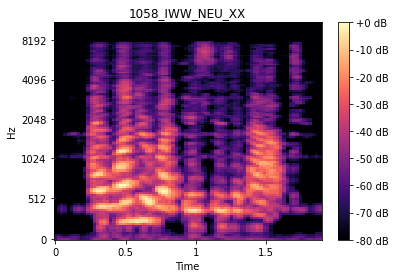 1058_IWW_NEU_XX
+0 dB
8192
-10 dB
4096
-20 dB
-30 dB
2048
Hz
-40 dB
1024
-50 dB
512
-60 dB
-70 dB
0
-80 dB
0 0.5 1 1.5
Time